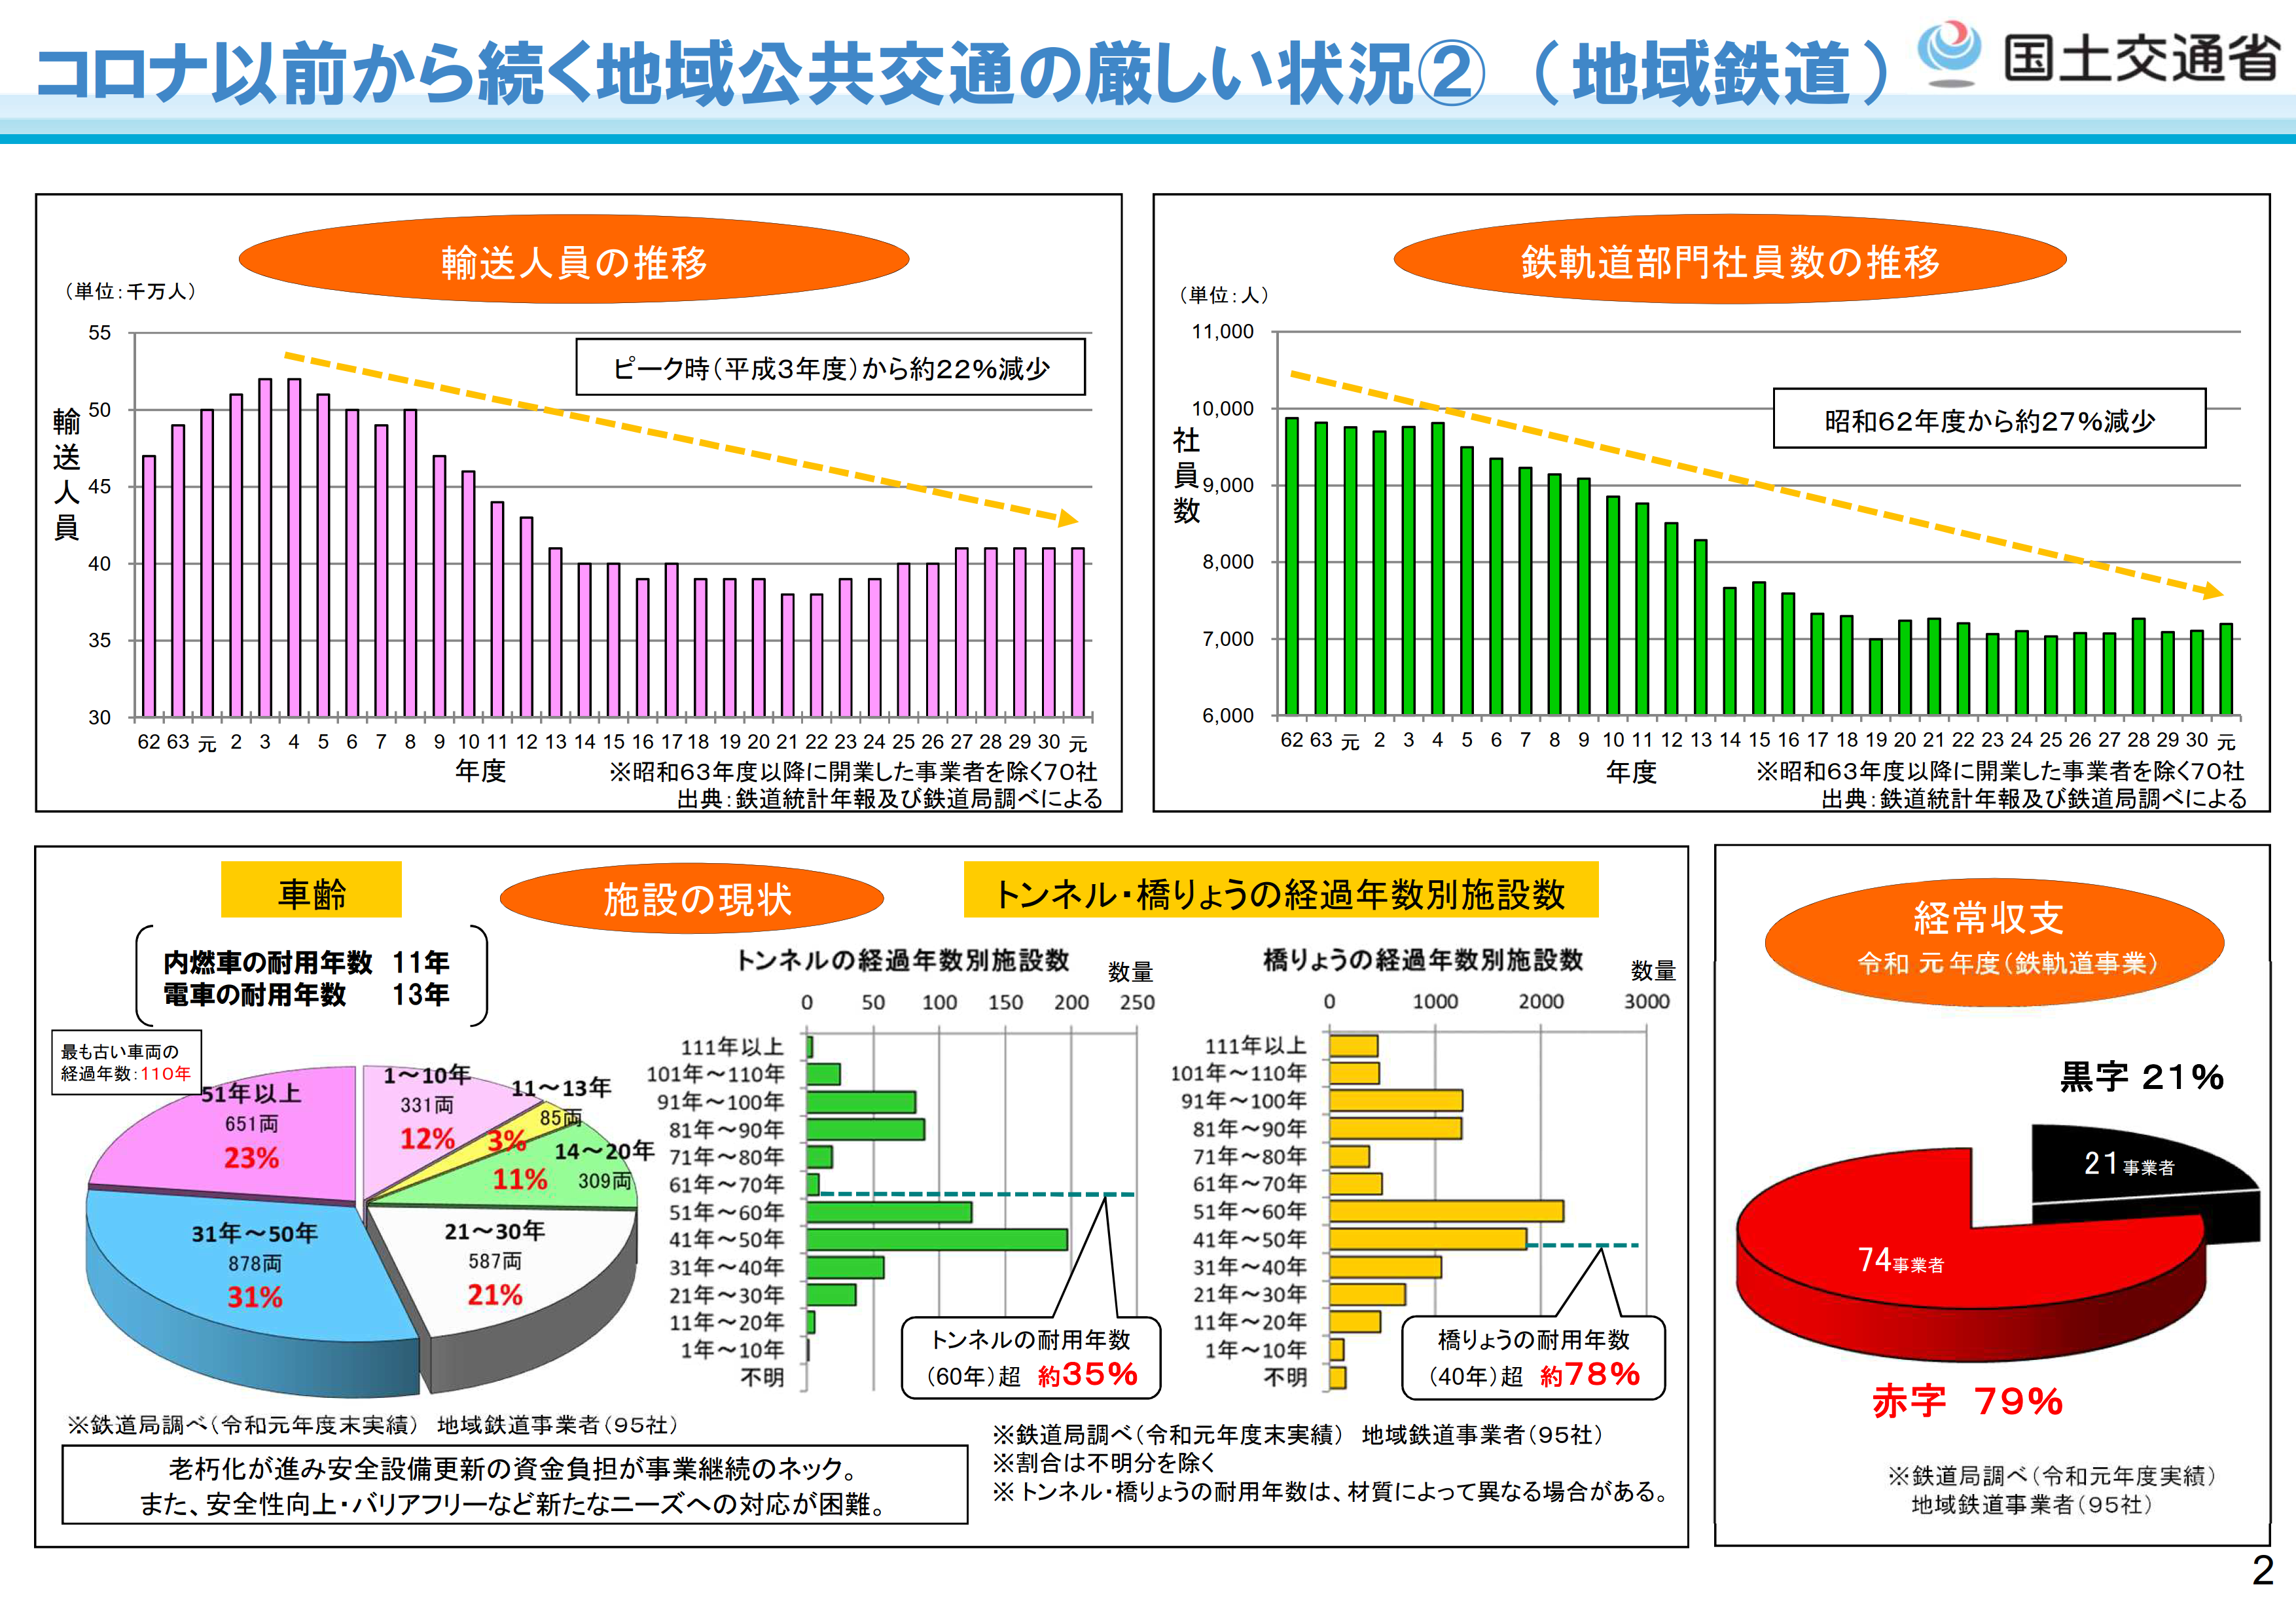 コロナ以前から続く地域公共交通の厳しい状況②（地域鉄道）
国土交通省
輸送人員の推移
（単位：千万人）
55
50
45
40
35
30
輸送人員
ピーク時（平成３年度）から約２２％減少
62 63 元 2 3 4 5 6 7 8 9 10 11 12 13 14 15 16 17 18 19 20 21 22 23 24 25 26 27 28 29 30 元
年度
※昭和６３年度以降に開業した事業者を除く７０社
出典：鉄道統計年報及び鉄道局調べによる
鉄軌道部門社員数の推移
（単位：人）
11,000
10,000
9,000
8,000
7,000
6,000
社員数
昭和６２年度から約２７％減少
62 63 元 2 3 4 5 6 7 8 9 10 11 12 13 14 15 16 17 18 19 20 21 22 23 24 25 26 27 28 29 30 元
年度
※昭和６３年度以降に開業した事業者を除く７０社
出典：鉄道統計年報及び鉄道局調べによる
施設の現状
車齢
内燃車の耐用年数 11年
電車の耐用年数 13年
最も古い車両の
経過年数：１１０年
1～10年
331両
12%
11～13年
85両
3%
14～20年
309両
11%
21～30年
587両
21%
31年～50年
878両
31%
51年以上
651両
23%
※鉄道局調べ（令和元年度末実績） 地域鉄道事業者（９５社）
老朽化が進み安全設備更新の資金負担が事業継続のネック。
また、安全性向上・バリアフリーなど新たなニーズへの対応が困難。
トンネル・橋りょうの経過年数別施設数
トンネルの経過年数別施設数
数量
0 50 100 150 200 250
111年以上
101年～110年
91年～100年
81年～90年
71年～80年
61年～70年
51年～60年
41年～50年
31年～40年
21年～30年
11年～20年
1年～10年
不明
トンネルの耐用年数
（60年）超 約３５％
橋りょうの経過年数別施設数
数量
0 1000 2000 3000
111年以上
101年～110年
91年～100年
81年～90年
71年～80年
61年～70年
51年～60年
41年～50年
31年～40年
21年～30年
11年～20年
1年～10年
不明
橋りょうの耐用年数
（40年）超 約７８％
※鉄道局調べ（令和元年度末実績） 地域鉄道事業者（９５社）
※割合は不明分を除く
※トンネル・橋りょうの耐用年数は、材質によって異なる場合がある。
経常収支
令和 元 年度（鉄軌道事業）
黒字 ２１％
21事業者
74事業者
赤字 ７９％
※鉄道局調べ（令和元年度実績）
地域鉄道事業者（９５社）
2